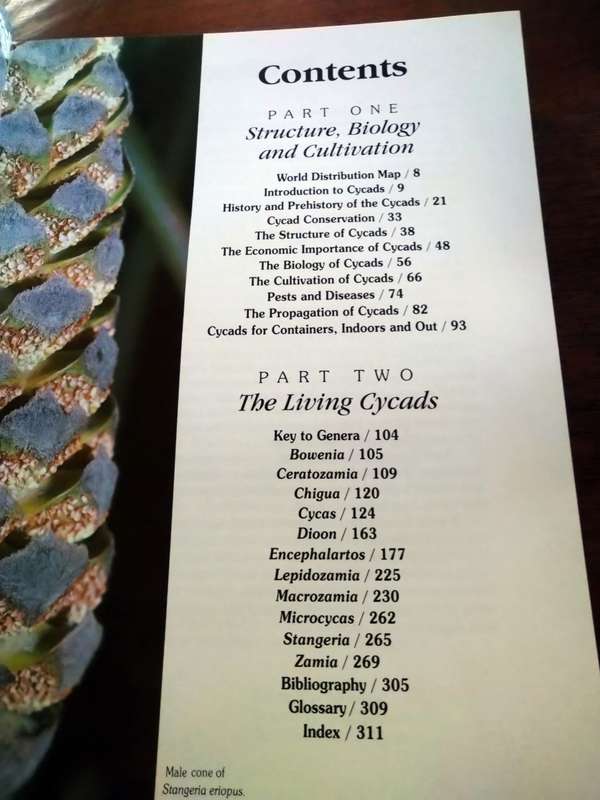 Contents
PART ONE
Structure, Biology
and Cultivation
World Distribution Map / 8
Introduction to Cycads / 9
History and Prehistory of the Cycads / 21
Cycad Conservation / 33
The Structure of Cycads / 38
The Economic Importance of Cycads / 48
The Biology of Cycads / 56
The Cultivation of Cycads / 66
Pests and Diseases / 74
The Propagation of Cycads / 82
Cycads for Containers, Indoors and Out / 93
PART TWO
The Living Cycads
Key to Genera / 104
Bowenia / 105
Ceratozamia / 109
Chigua / 120
Cycas / 124
Dioon / 163
Encephalartos / 177
Lepidozamia / 225
Macrozamia / 230
Microcycas / 262
Stangeria / 265
Zamia / 269
Bibliography / 305
Glossary / 309
Index / 311
Male cone of
Stangeria eriopus.